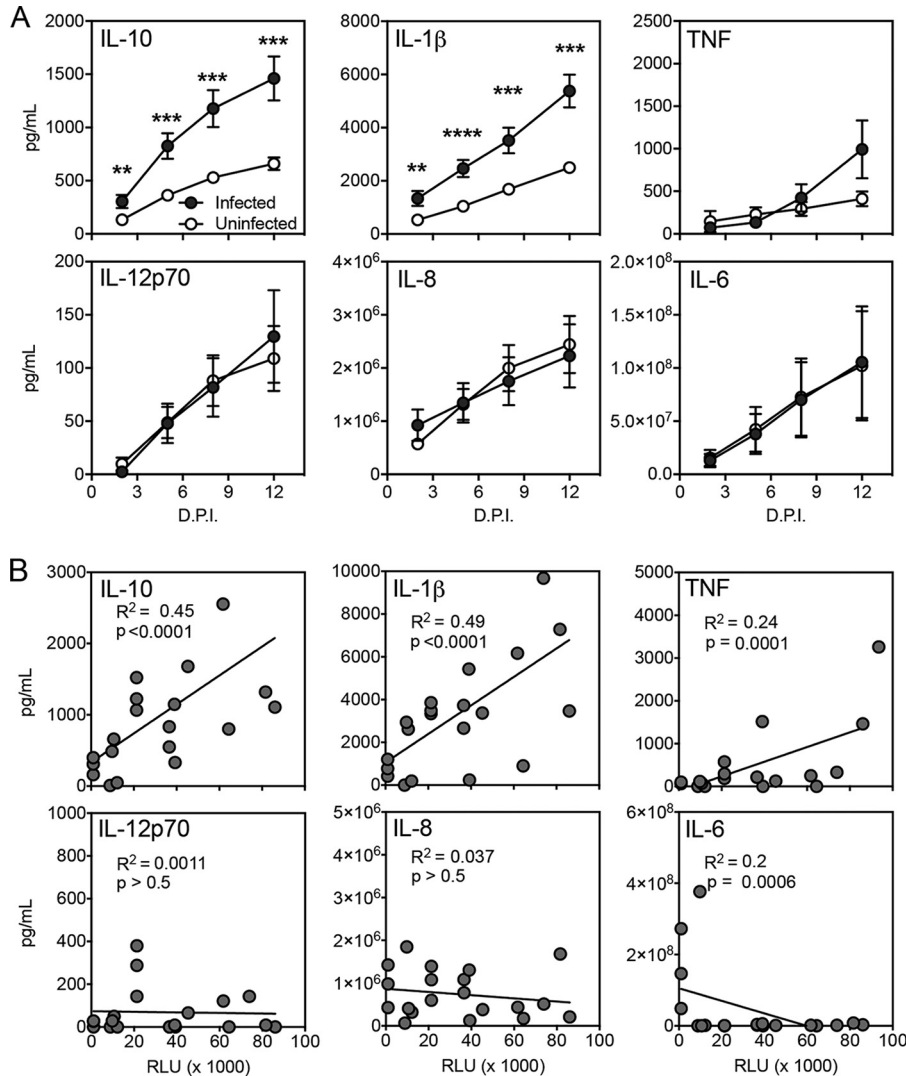 A
IL-10
IL-1β
TNF
2000
1500
1000
500
0
pg/mL
**
***
***
***
Infected
Uninfected
8000
6000
4000
2000
0
**
****
***
***
2500
2000
1500
1000
500
0
IL-12p70
IL-8
IL-6
200
150
100
50
0
pg/mL
0 3 6 9 12
D.P.I.
4×10⁶
3×10⁶
2×10⁶
1×10⁶
0
0 3 6 9 12
D.P.I.
2.0×10⁸
1.5×10⁸
1.0×10⁸
5.0×10⁷
0.0
0 3 6 9 12
D.P.I.
B
IL-10
R² = 0.45
p <0.0001
3000
2000
1000
0
pg/mL
IL-1β
R² = 0.49
p <0.0001
10000
8000
6000
4000
2000
0
TNF
R² = 0.24
p = 0.0001
5000
4000
3000
2000
1000
0
IL-12p70
R² = 0.0011
p > 0.5
1000
800
600
400
200
0
pg/mL
0 20 40 60 80 100
RLU (x 1000)
IL-8
R² = 0.037
p > 0.5
5×10⁶
4×10⁶
3×10⁶
2×10⁶
1×10⁶
0
0 20 40 60 80 100
RLU (x 1000)
IL-6
R² = 0.2
p = 0.0006
6×10⁸
4×10⁸
2×10⁸
0
0 20 40 60 80 100
RLU (x 1000)